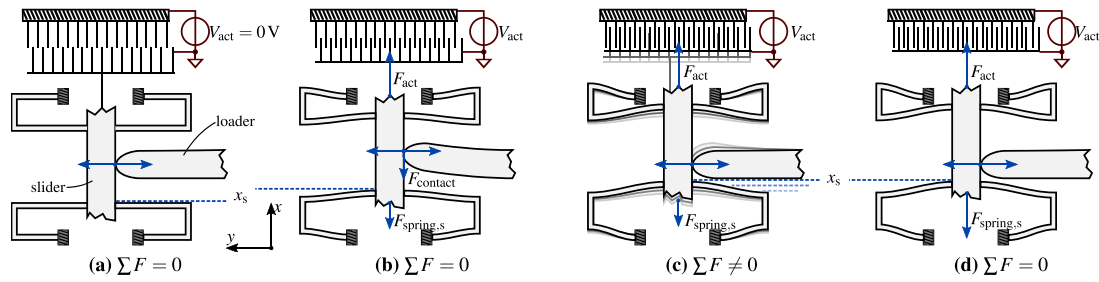 V_act = 0 V
loader
slider
x_s
x
y
(a) ∑ F = 0
V_act
F_act
F_contact
F_spring,s
(b) ∑ F = 0
V_act
F_act
F_spring,s
x_s
(c) ∑ F ≠ 0
V_act
F_act
F_spring,s
(d) ∑ F = 0